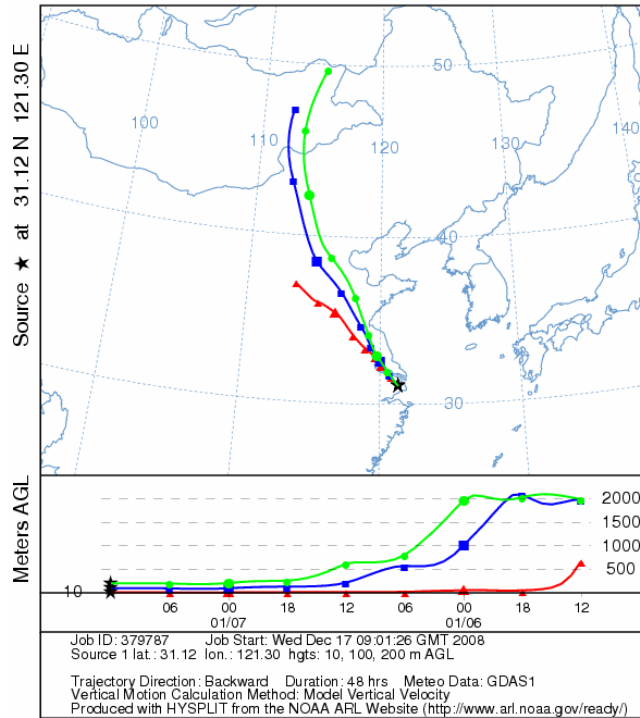 Source ★ at 31.12 N 121.30 E
50
100
110
120
130
140
40
30
Meters AGL
2000
1500
1000
500
10
06 00 18 12 06 00 18 12
01/07 01/06
Job ID: 379787 Job Start: Wed Dec 17 09:01:26 GMT 2008
Source 1 lat.: 31.12 lon.: 121.30 hgts: 10, 100, 200 m AGL
Trajectory Direction: Backward Duration: 48 hrs Meteo Data: GDAS1
Vertical Motion Calculation Method: Model Vertical Velocity
Produced with HYSPLIT from the NOAA ARL Website (http://www.arl.noaa.gov/ready/)